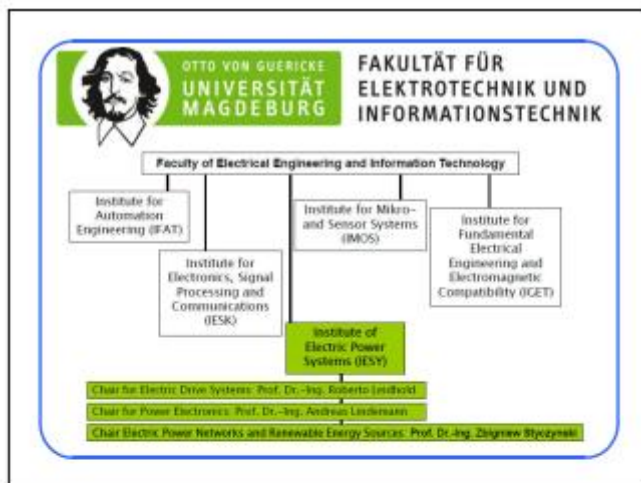 OTTO VON GUERICKE
UNIVERSITÄT
MAGDEBURG
FAKULTÄT FÜR
ELEKTROTECHNIK UND
INFORMATIONSTECHNIK
Faculty of Electrical Engineering and Information Technology
Institute for
Automation
Engineering (IFAT)
Institute for
Electronics, Signal
Processing and
Communications
(IESK)
Institute for Mikro-
and Sensor Systems
(IMOS)
Institute for
Fundamental
Electrical
Engineering and
Electromagnetic
Compatibility (IGET)
Institute of
Electric Power
Systems (IESY)
Chair for Electric Drive Systems: Prof. Dr.-Ing. Roberto Leidhold
Chair for Power Electronics: Prof. Dr.-Ing. Andreas Lindemann
Chair Electric Power Networks and Renewable Energy Sources: Prof. Dr.-Ing. Zbigniew Styczynski